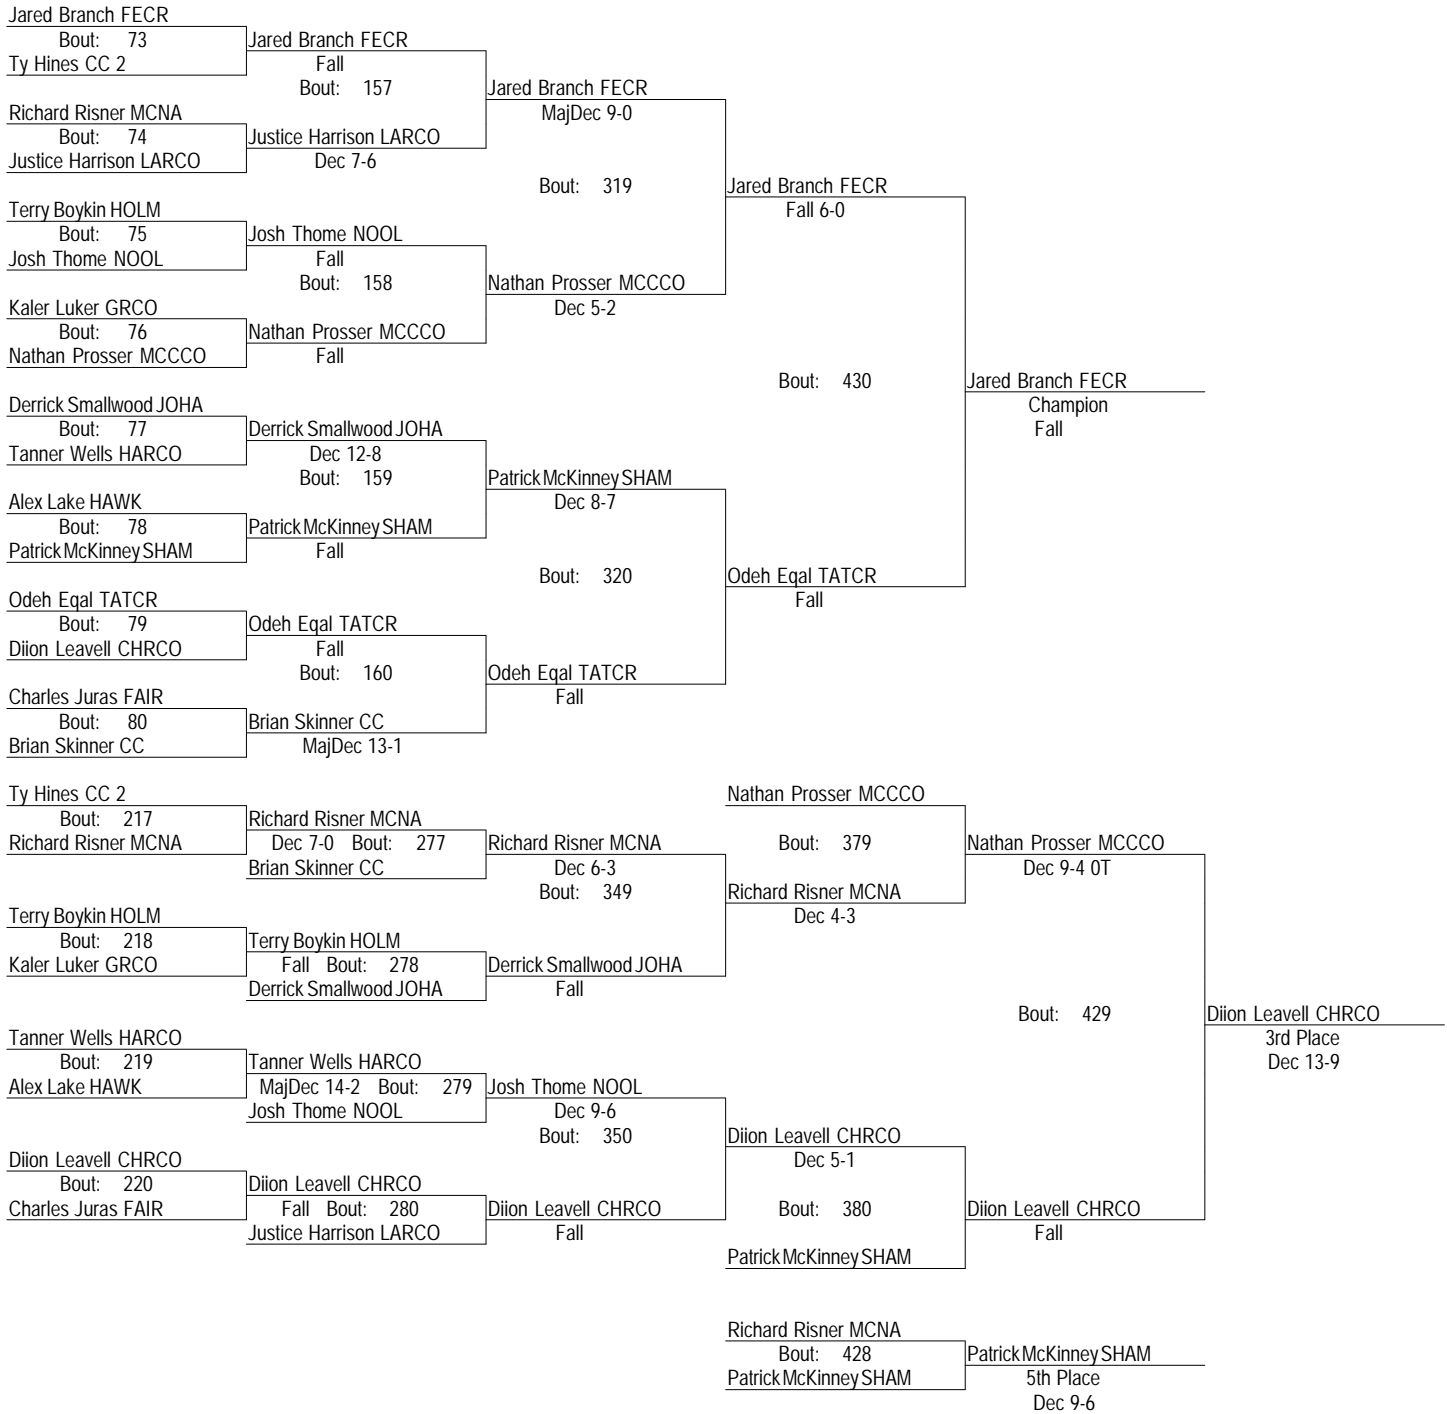 Jared Branch FECR
Bout: 73
Jared Branch FECR
Ty Hines CC 2
Fall
Bout: 157
Jared Branch FECR
Richard Risner MCNA
MajDec 9-0
Bout: 74
Justice Harrison LARCO
Justice Harrison LARCO
Dec 7-6
Bout: 319
Jared Branch FECR
Terry Boykin HOLM
Fall 6-0
Bout: 75
Josh Thome NOOL
Josh Thome NOOL
Fall
Bout: 158
Nathan Prosser MCCCO
Kaler Luker GRCO
Dec 5-2
Bout: 76
Nathan Prosser MCCCO
Nathan Prosser MCCCO
Fall
Bout: 430
Jared Branch FECR
Derrick Smallwood JOHA
Champion
Bout: 77
Derrick Smallwood JOHA
Fall
Tanner Wells HARCO
Dec 12-8
Bout: 159
Patrick McKinney SHAM
Alex Lake HAWK
Dec 8-7
Bout: 78
Patrick McKinney SHAM
Patrick McKinney SHAM
Fall
Bout: 320
Odeh Eqal TATCR
Odeh Eqal TATCR
Fall
Bout: 79
Odeh Eqal TATCR
Diion Leavell CHRCO
Fall
Bout: 160
Odeh Eqal TATCR
Charles Juras FAIR
Fall
Bout: 80
Brian Skinner CC
Brian Skinner CC
MajDec 13-1
Ty Hines CC 2
Nathan Prosser MCCCO
Bout: 217
Richard Risner MCNA
Richard Risner MCNA
Dec 7-0 Bout: 277
Richard Risner MCNA
Bout: 379
Nathan Prosser MCCCO
Brian Skinner CC
Dec 6-3
Dec 9-4 0T
Bout: 349
Richard Risner MCNA
Terry Boykin HOLM
Dec 4-3
Bout: 218
Terry Boykin HOLM
Kaler Luker GRCO
Fall Bout: 278
Derrick Smallwood JOHA
Derrick Smallwood JOHA
Fall
Bout: 429
Diion Leavell CHRCO
Tanner Wells HARCO
3rd Place
Bout: 219
Tanner Wells HARCO
Dec 13-9
Alex Lake HAWK
MajDec 14-2 Bout: 279
Josh Thome NOOL
Josh Thome NOOL
Dec 9-6
Bout: 350
Diion Leavell CHRCO
Diion Leavell CHRCO
Dec 5-1
Bout: 220
Diion Leavell CHRCO
Charles Juras FAIR
Fall Bout: 280
Diion Leavell CHRCO
Bout: 380
Diion Leavell CHRCO
Justice Harrison LARCO
Fall
Fall
Patrick McKinney SHAM
Richard Risner MCNA
Bout: 428
Patrick McKinney SHAM
Patrick McKinney SHAM
5th Place
Dec 9-6